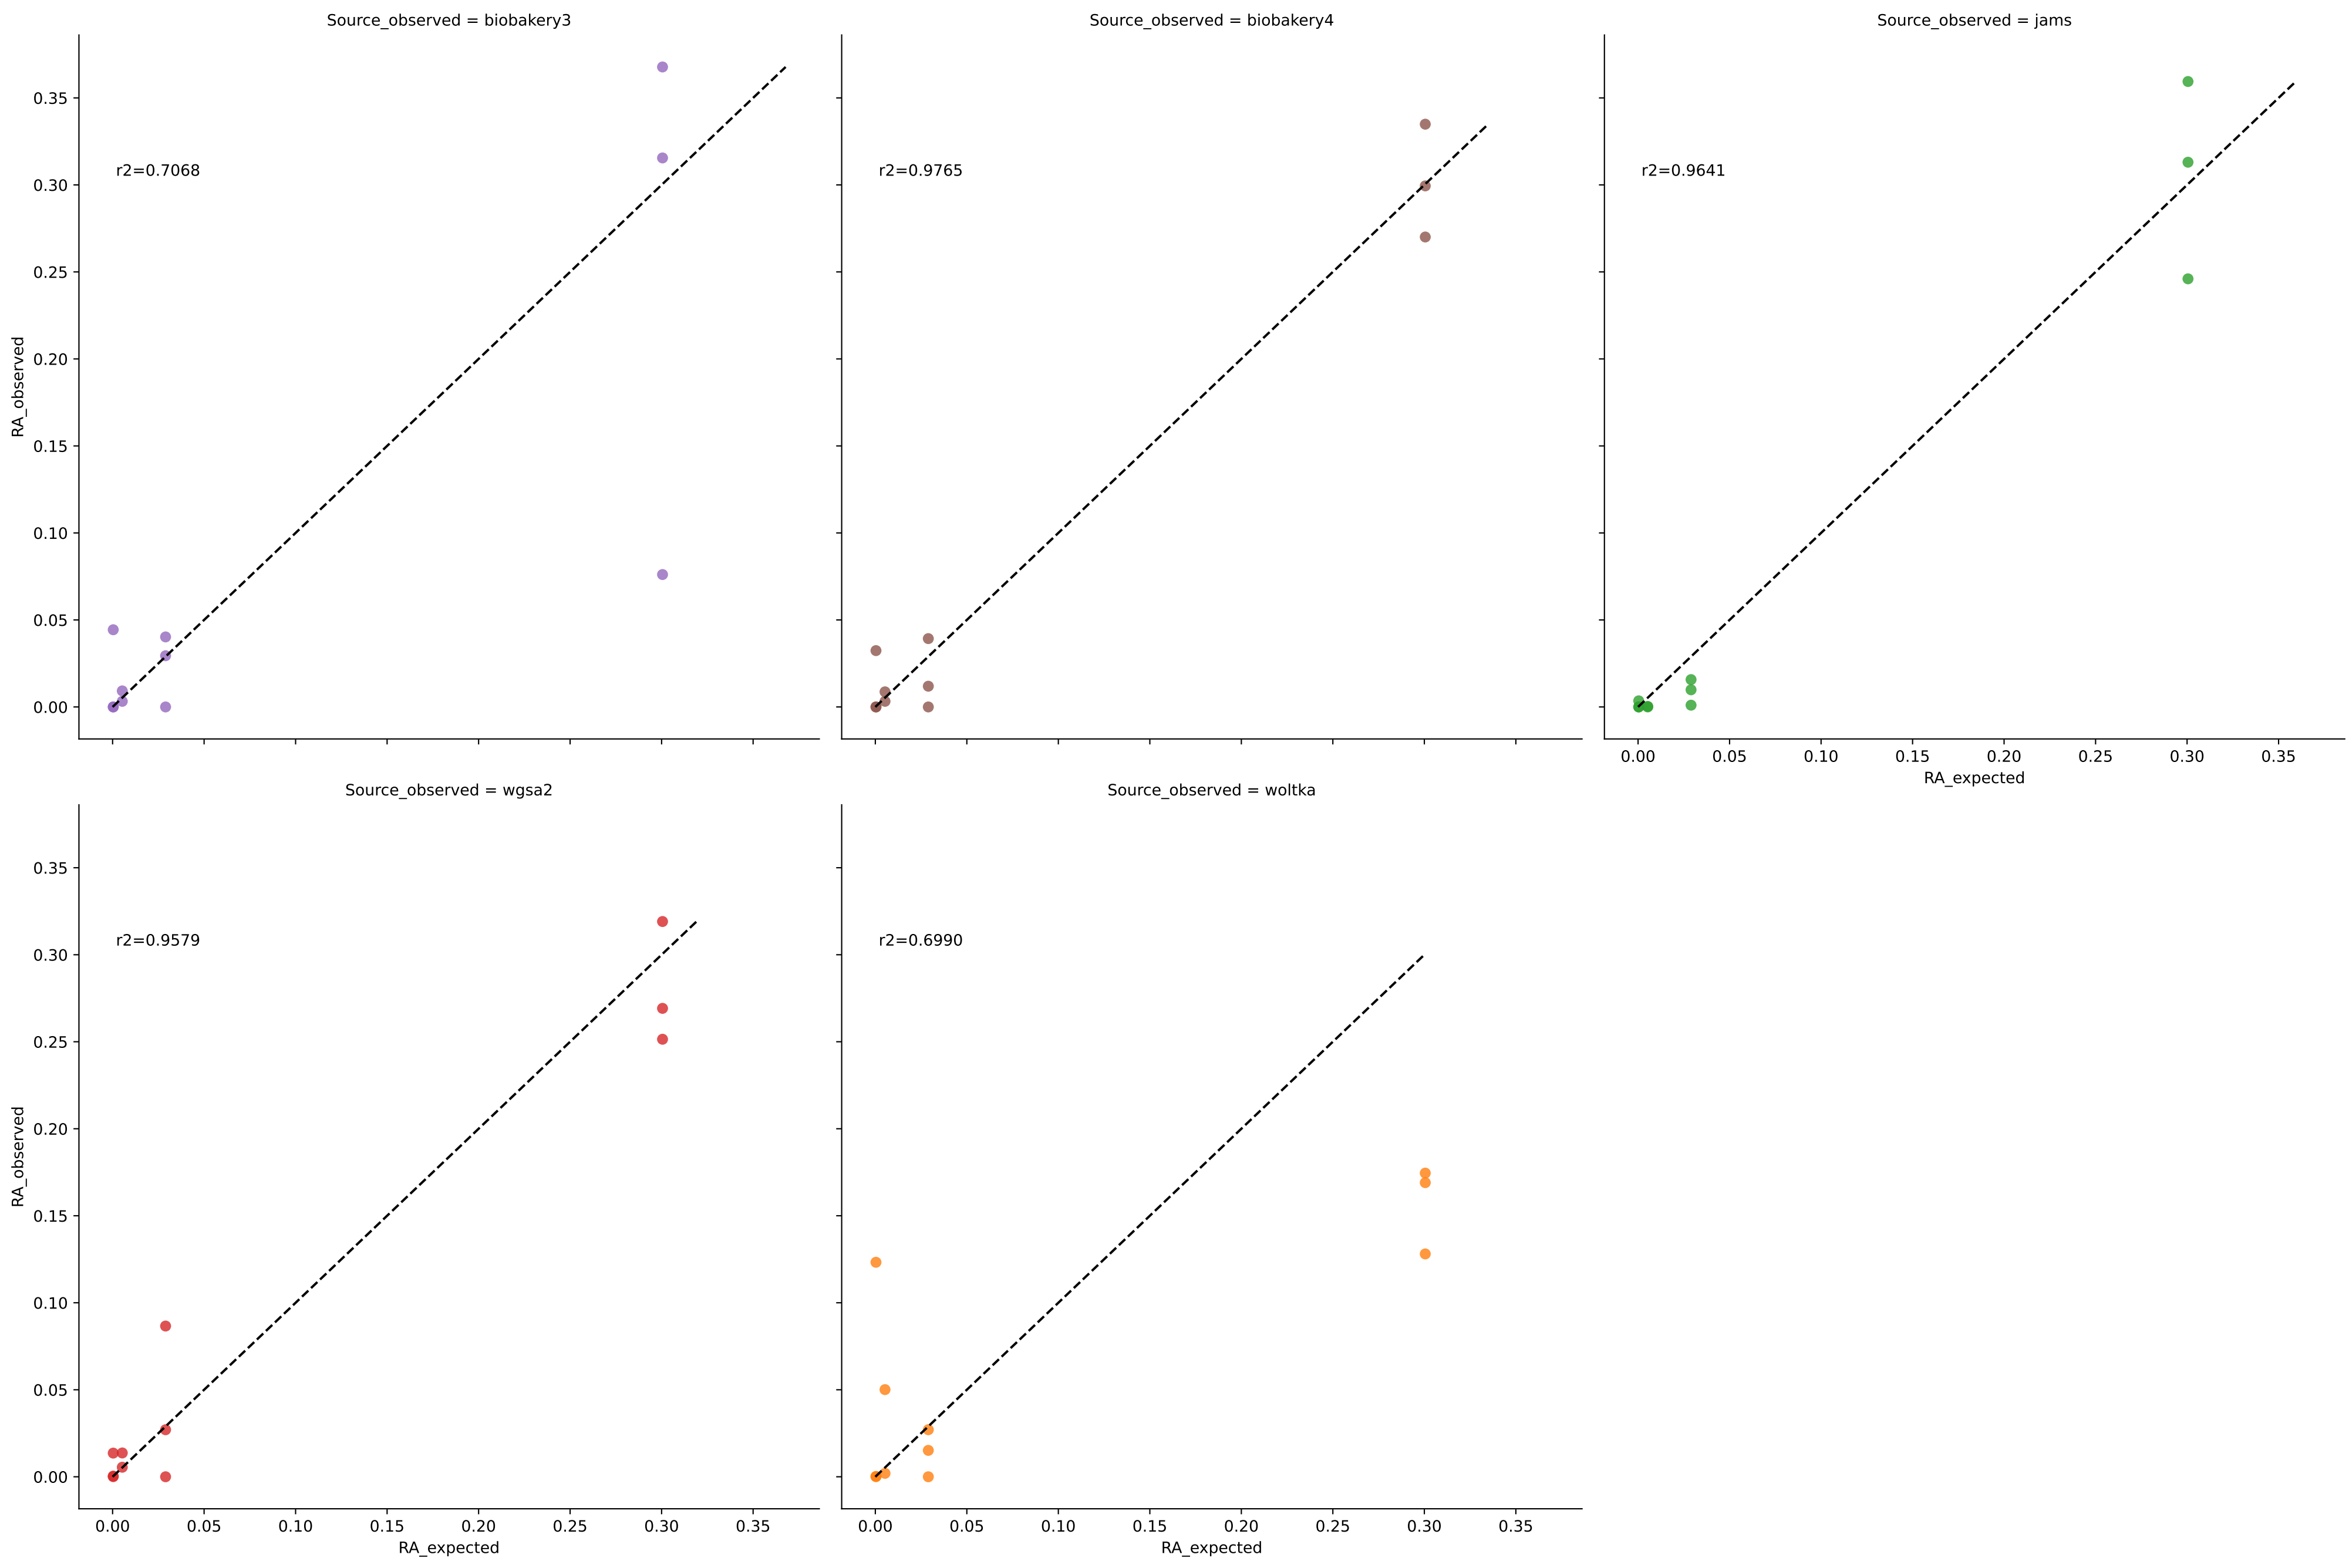 Source_observed = biobakery3
Source_observed = biobakery4
Source_observed = jams
RA_observed
0.35
0.30
0.25
0.20
0.15
0.10
0.05
0.00
r2=0.7068
r2=0.9765
r2=0.9641
0.00 0.05 0.10 0.15 0.20 0.25 0.30 0.35
RA_expected
Source_observed = wgsa2
Source_observed = woltka
RA_observed
0.35
0.30
0.25
0.20
0.15
0.10
0.05
0.00
r2=0.9579
r2=0.6990
0.00 0.05 0.10 0.15 0.20 0.25 0.30 0.35
RA_expected
0.00 0.05 0.10 0.15 0.20 0.25 0.30 0.35
RA_expected